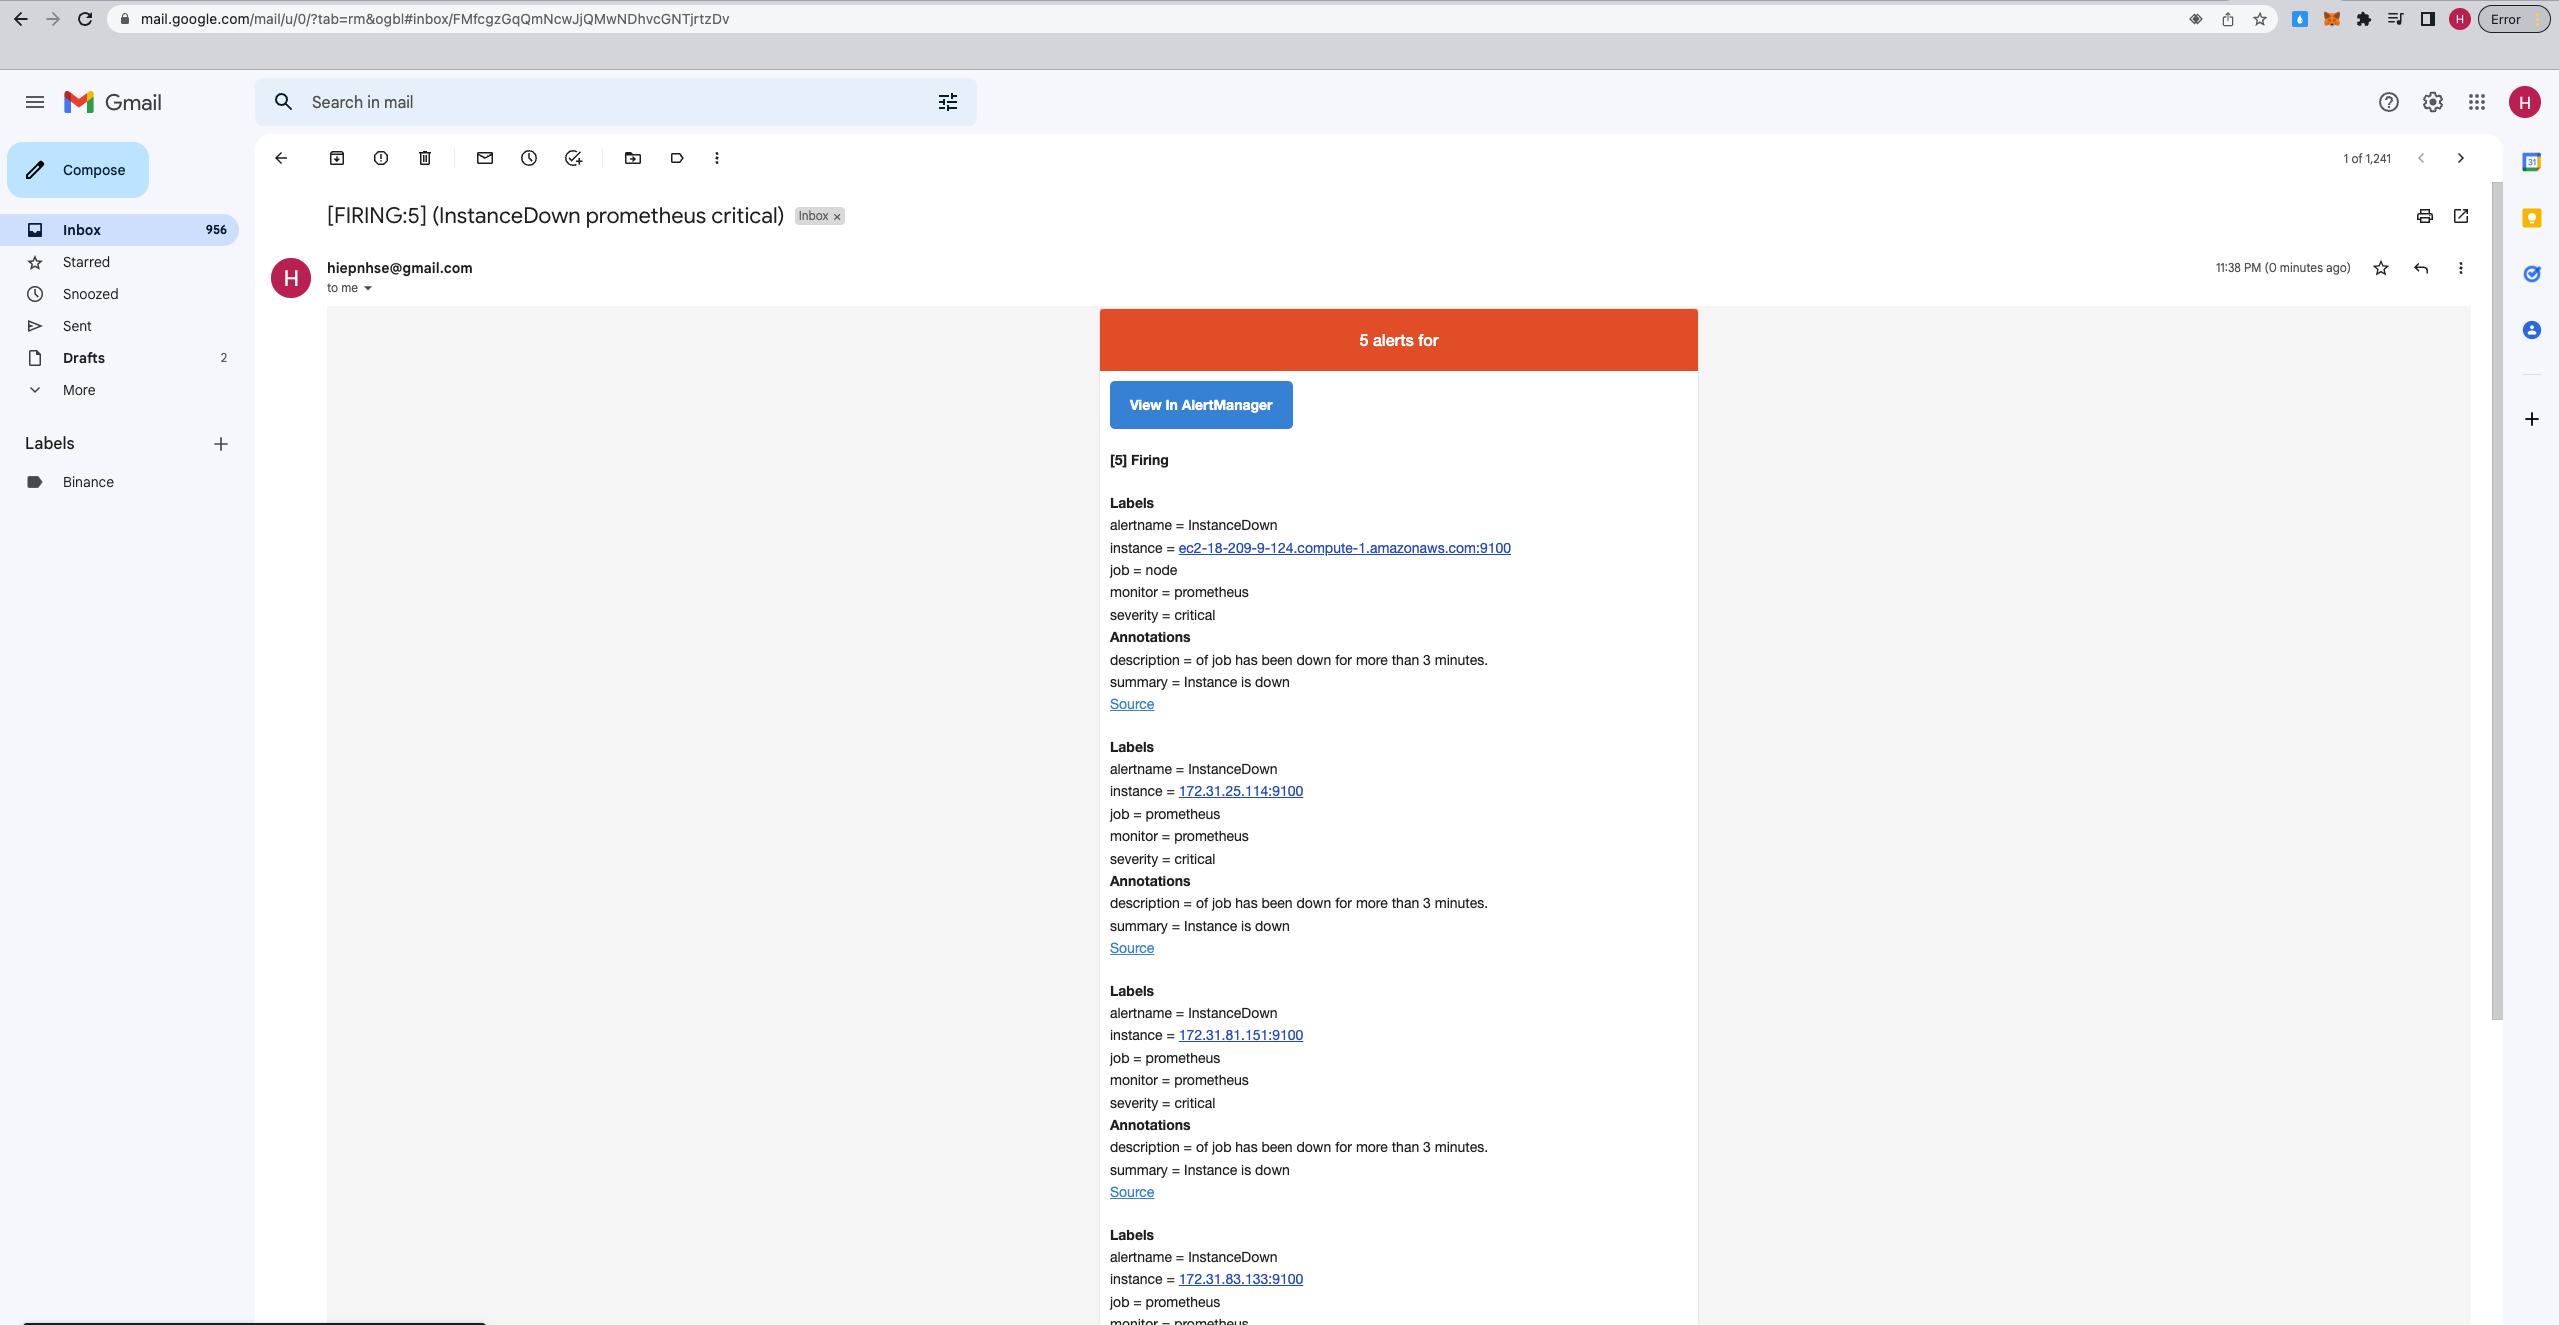 mail.google.com/mail/u/0/?tab=rm&ogbl#inbox/FMfcgzGqQmNcwJjQMwNDhvcGNTjrtzDv
H
Error
Gmail
Search in mail
H
Compose
1 of 1,241
Inbox 956
Starred
Snoozed
Sent
Drafts 2
More
Labels
Binance
31
[FIRING:5] (InstanceDown prometheus critical) Inbox ×
H
hiepnhse@gmail.com
11:38 PM (0 minutes ago)
to me
5 alerts for
View In AlertManager
[5] Firing
Labels
alertname = InstanceDown
instance = ec2-18-209-9-124.compute-1.amazonaws.com:9100
job = node
monitor = prometheus
severity = critical
Annotations
description = of job has been down for more than 3 minutes.
summary = Instance is down
Source
Labels
alertname = InstanceDown
instance = 172.31.25.114:9100
job = prometheus
monitor = prometheus
severity = critical
Annotations
description = of job has been down for more than 3 minutes.
summary = Instance is down
Source
Labels
alertname = InstanceDown
instance = 172.31.81.151:9100
job = prometheus
monitor = prometheus
severity = critical
Annotations
description = of job has been down for more than 3 minutes.
summary = Instance is down
Source
Labels
alertname = InstanceDown
instance = 172.31.83.133:9100
job = prometheus
monitor = prometheus